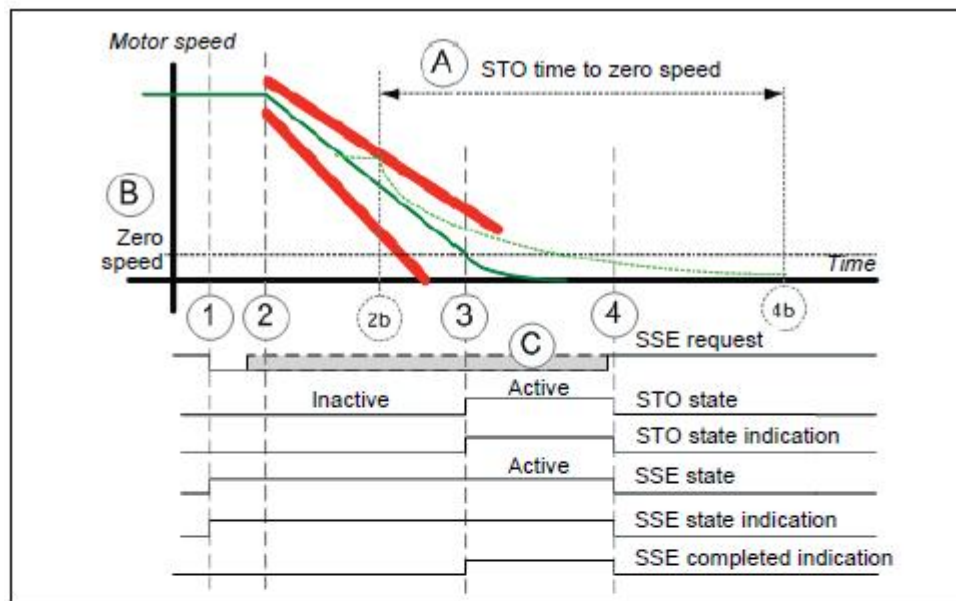 Motor speed
A
STO time to zero speed
B
Zero
speed
Time
1
2
2b
3
4
4b
C
SSE request
Inactive
Active
STO state
STO state indication
Active
SSE state
SSE state indication
SSE completed indication